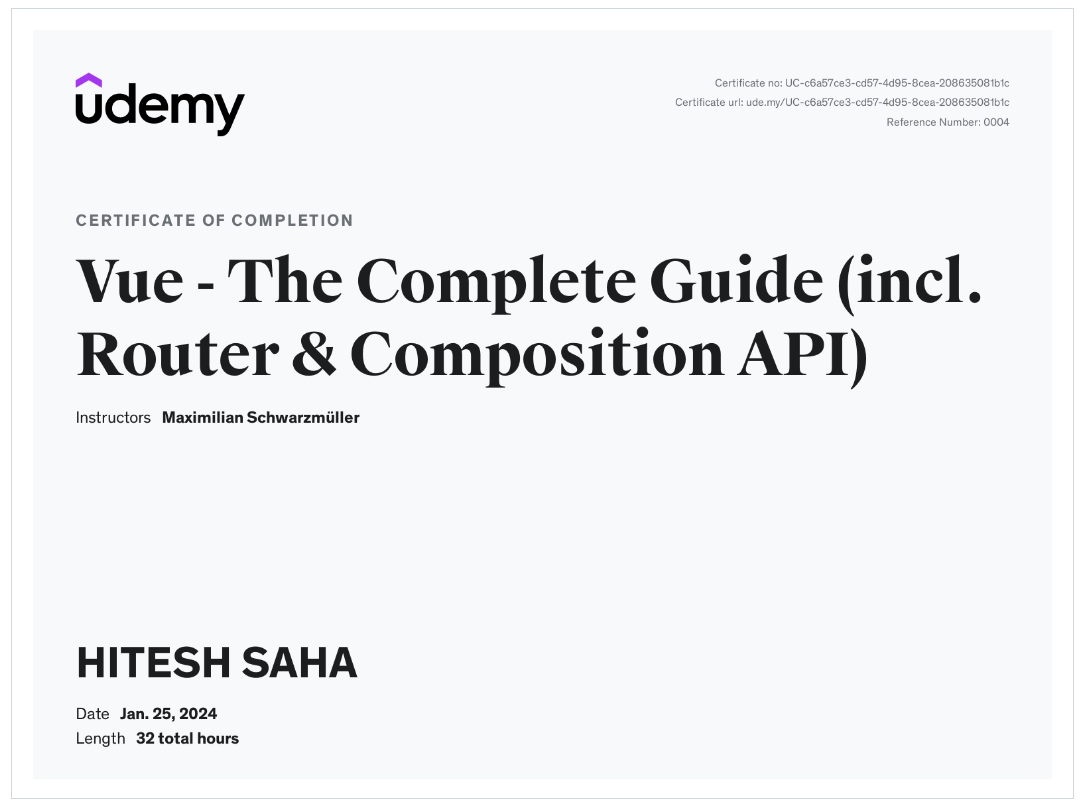 udemy
Certificate no: UC-c6a57ce3-cd57-4d95-8cea-208635081b1c
Certificate url: ude.my/UC-c6a57ce3-cd57-4d95-8cea-208635081b1c
Reference Number: 0004
CERTIFICATE OF COMPLETION
Vue - The Complete Guide (incl.
Router & Composition API)
Instructors Maximilian Schwarzmüller
HITESH SAHA
Date Jan. 25, 2024
Length 32 total hours